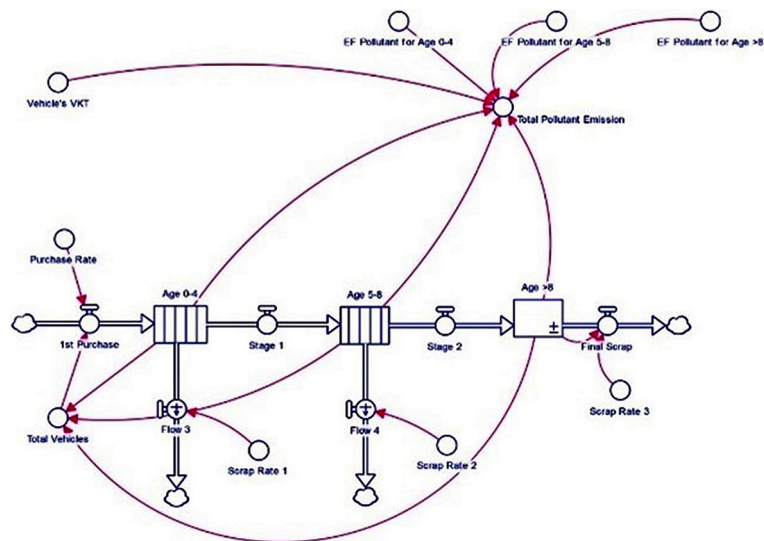 EF Pollutant for Age 0-4
EF Pollutant for Age 5-8
EF Pollutant for Age >8
Vehicle's VKT
Total Pollutant Emission
Purchase Rate
Age 0-4
Age 5-8
Age >8
1st Purchase
Stage 1
Stage 2
Final Scrap
Scrap Rate 3
Total Vehicles
Flow 3
Flow 4
Scrap Rate 1
Scrap Rate 2